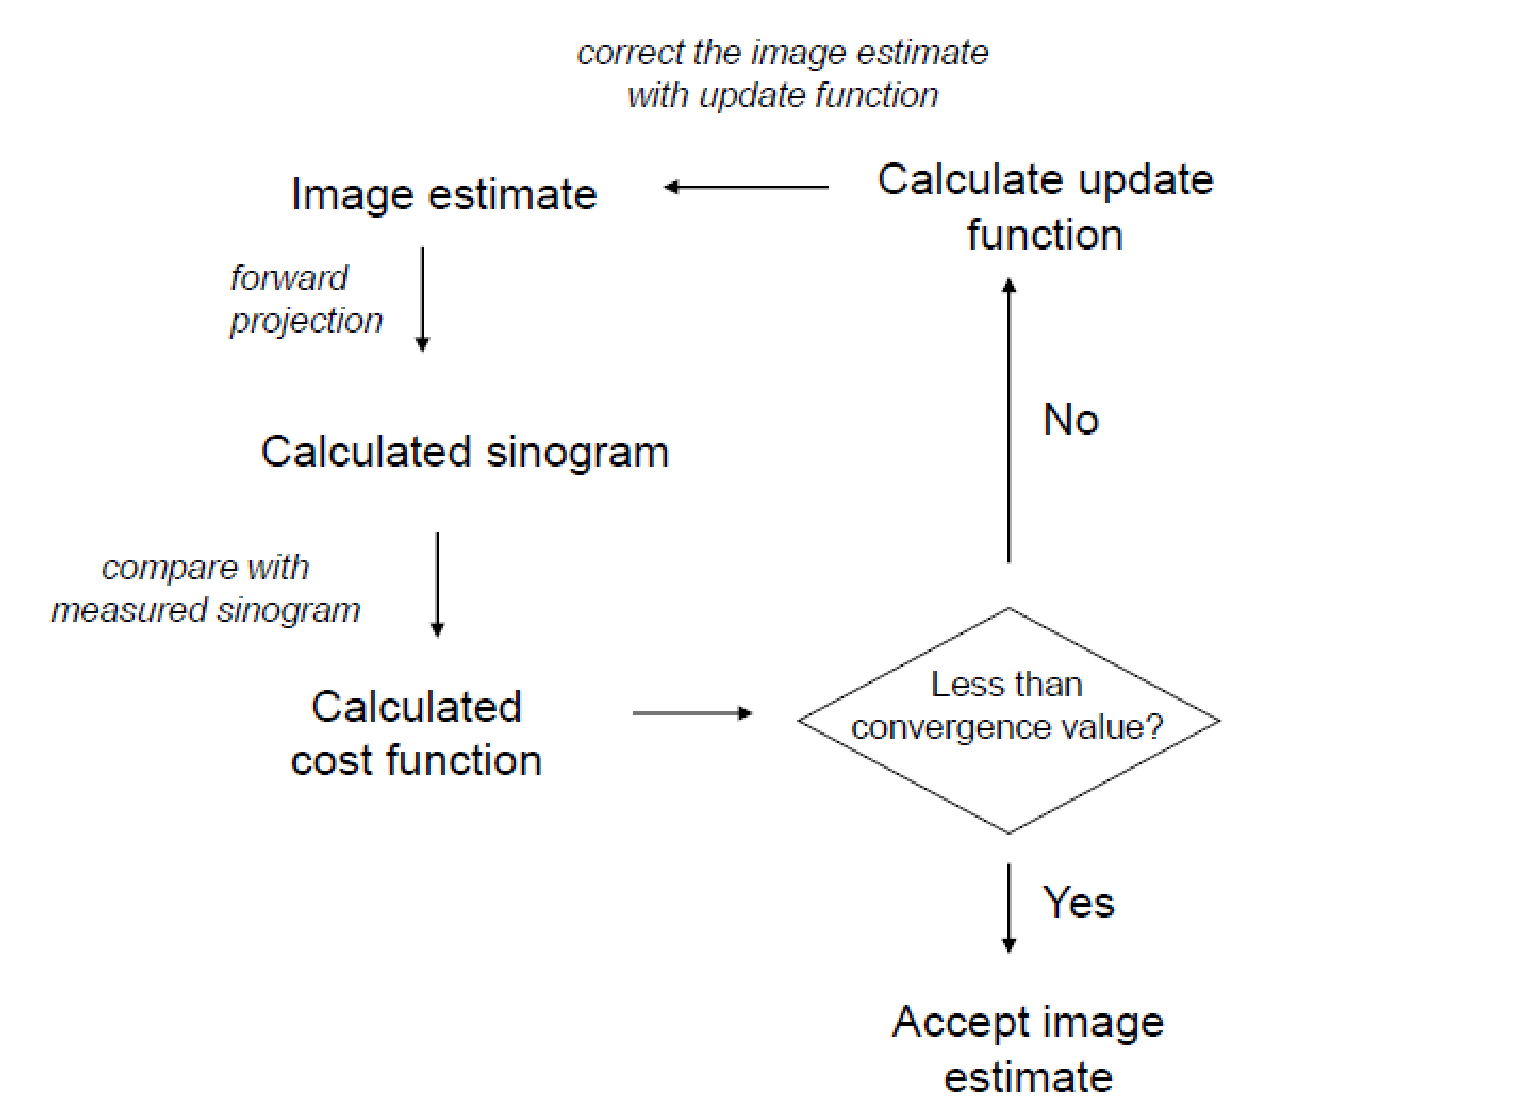 correct the image estimate
with update function
Image estimate
Calculate update
function
forward
projection
No
Calculated sinogram
compare with
measured sinogram
Calculated
cost function
Less than
convergence value?
Yes
Accept image
estimate